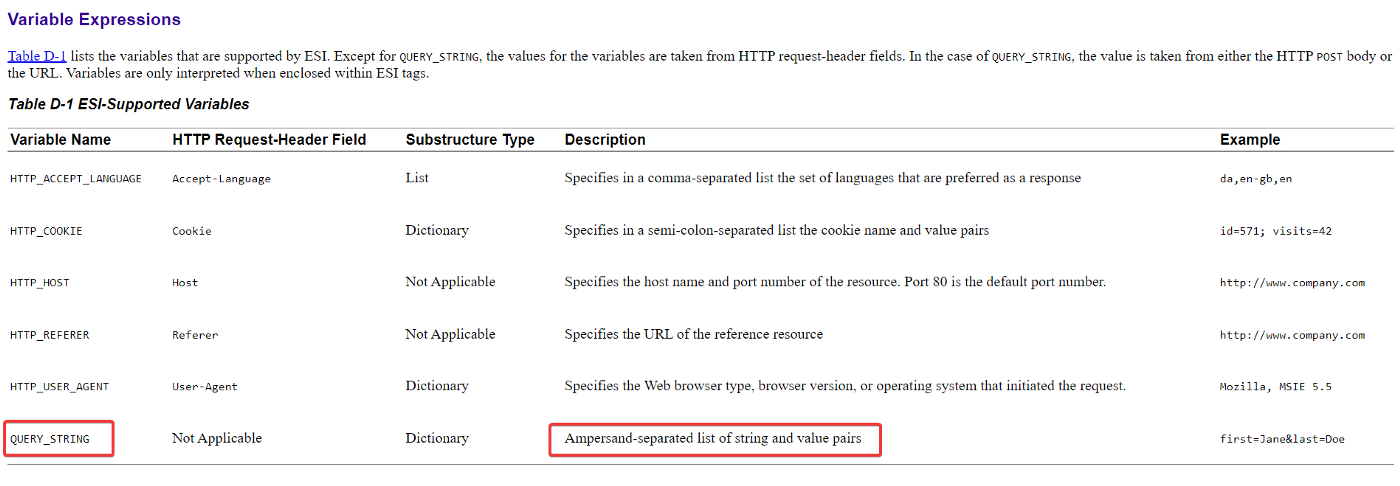 Variable Expressions
Table D-1 lists the variables that are supported by ESI. Except for QUERY_STRING, the values for the variables are taken from HTTP request-header fields. In the case of QUERY_STRING, the value is taken from either the HTTP POST body or
the URL. Variables are only interpreted when enclosed within ESI tags.
Table D-1 ESI-Supported Variables
Variable Name HTTP Request-Header Field Substructure Type Description Example
HTTP_ACCEPT_LANGUAGE Accept-Language List Specifies in a comma-separated list the set of languages that are preferred as a response da,en-gb,en
HTTP_COOKIE Cookie Dictionary Specifies in a semi-colon-separated list the cookie name and value pairs id=571; visits=42
HTTP_HOST Host Not Applicable Specifies the host name and port number of the resource. Port 80 is the default port number. http://www.company.com
HTTP_REFERER Referer Not Applicable Specifies the URL of the reference resource http://www.company.com
HTTP_USER_AGENT User-Agent Dictionary Specifies the Web browser type, browser version, or operating system that initiated the request. Mozilla, MSIE 5.5
QUERY_STRING Not Applicable Dictionary Ampersand-separated list of string and value pairs first=Jane&last=Doe